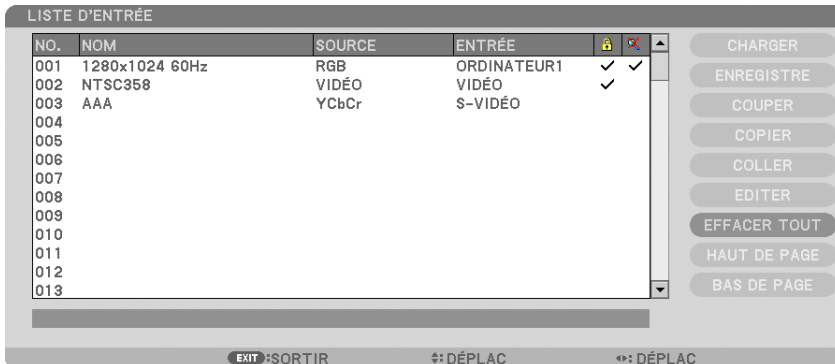 LISTE D'ENTRÉE
NO. NOM SOURCE ENTRÉE
001 1280x1024 60Hz RGB ORDINATEUR1
002 NTSC358 VIDÉO VIDÉO
003 AAA YCbCr S-VIDÉO
004
005
006
007
008
009
010
011
012
013
CHARGER
ENREGISTRE
COUPER
COPIER
COLLER
EDITER
EFFACER TOUT
HAUT DE PAGE
BAS DE PAGE
EXIT :SORTIR :DÉPLAC :DÉPLAC